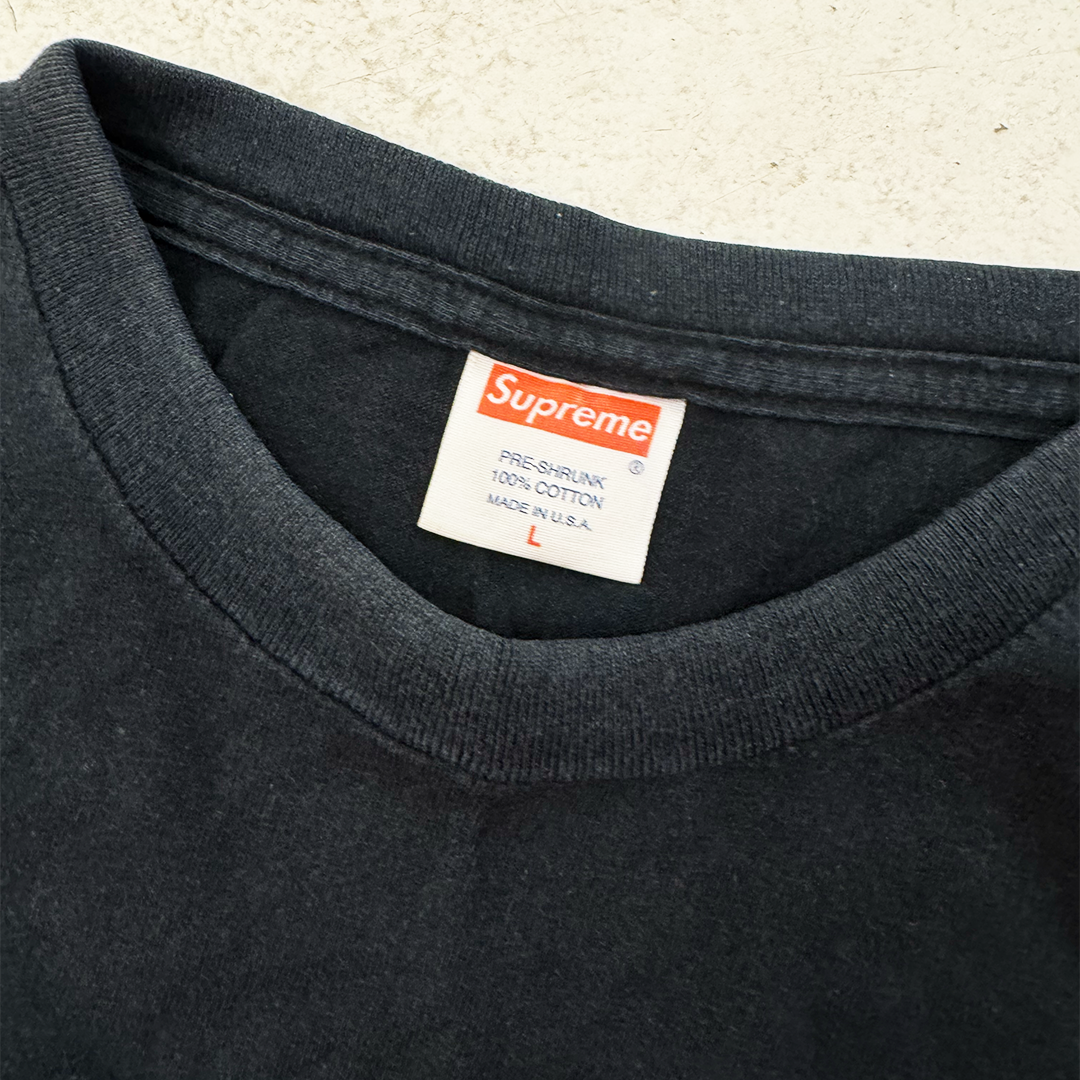 Supreme
®
PRE-SHRUNK
100% COTTON
MADE IN U.S.A.
L